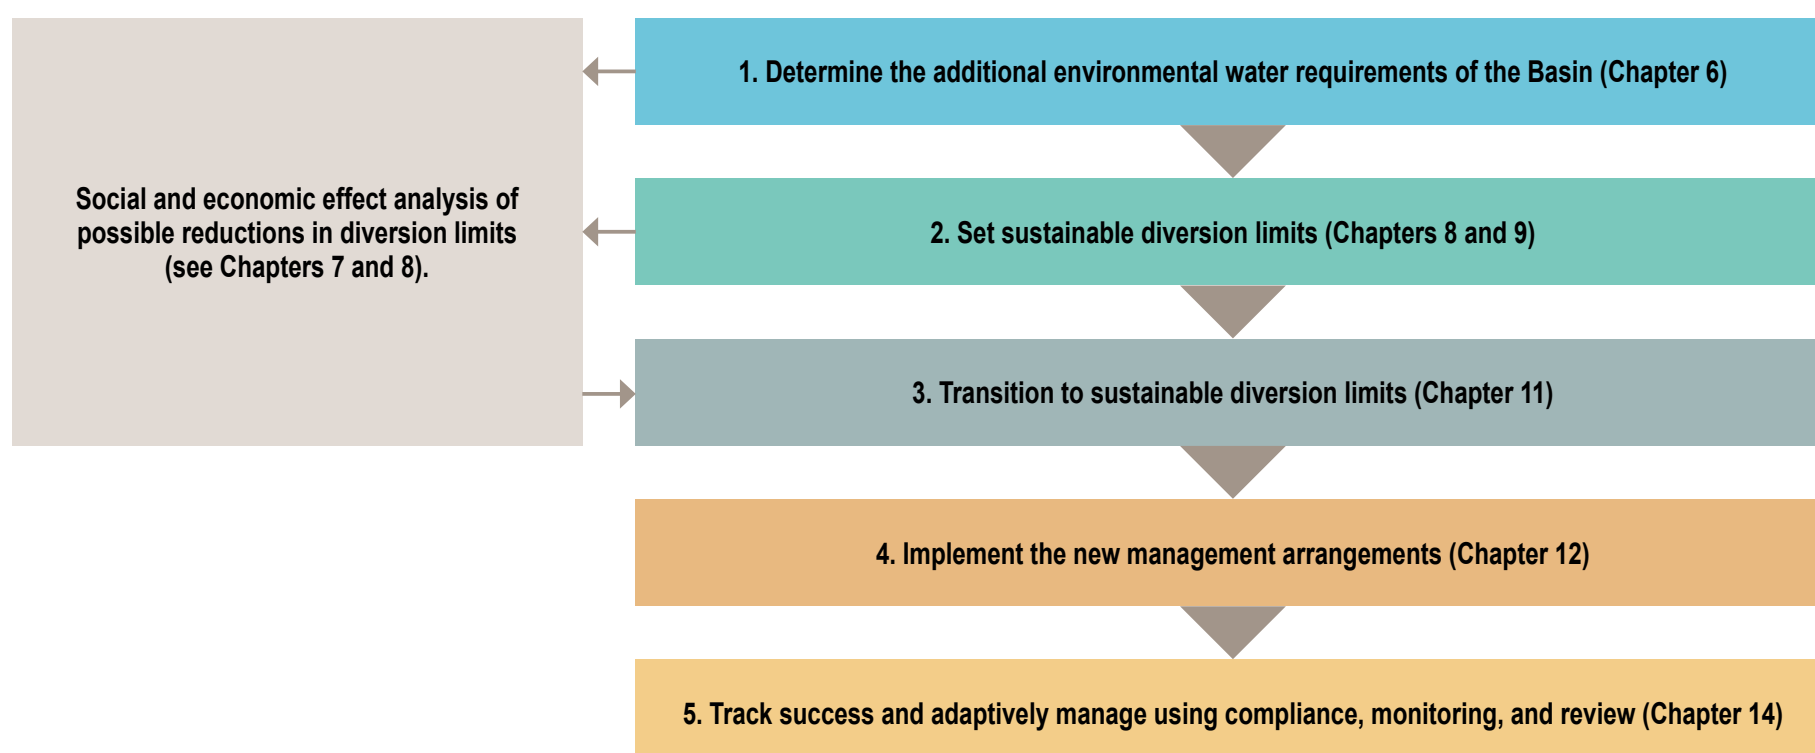 1. Determine the additional environmental water requirements of the Basin (Chapter 6)
Social and economic effect analysis of
possible reductions in diversion limits
(see Chapters 7 and 8).
2. Set sustainable diversion limits (Chapters 8 and 9)
3. Transition to sustainable diversion limits (Chapter 11)
4. Implement the new management arrangements (Chapter 12)
5. Track success and adaptively manage using compliance, monitoring, and review (Chapter 14)